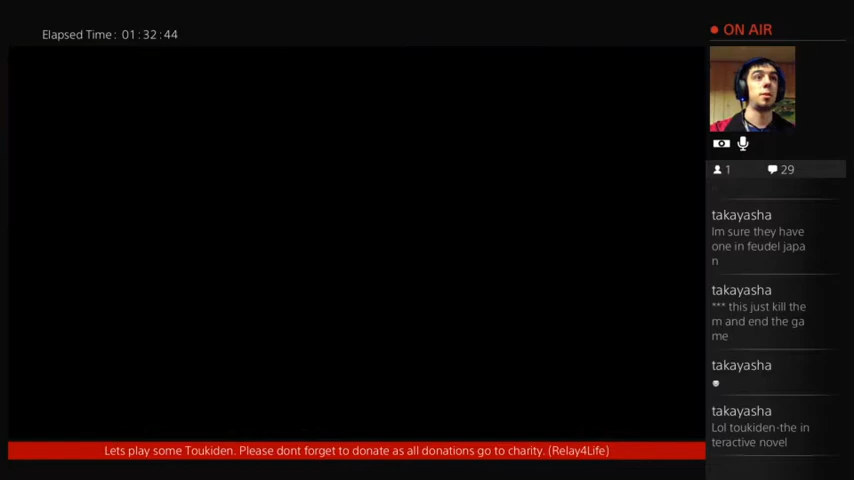 Elapsed Time: 01:32:44
ON AIR
1 29
takayasha
Im sure they have
one in feudel japa
n
takayasha
*** this just kill the
m and end the ga
me
takayasha
takayasha
Lol toukiden-the in
teractive novel
Lets play some Toukiden. Please dont forget to donate as all donations go to charity. (Relay4Life)